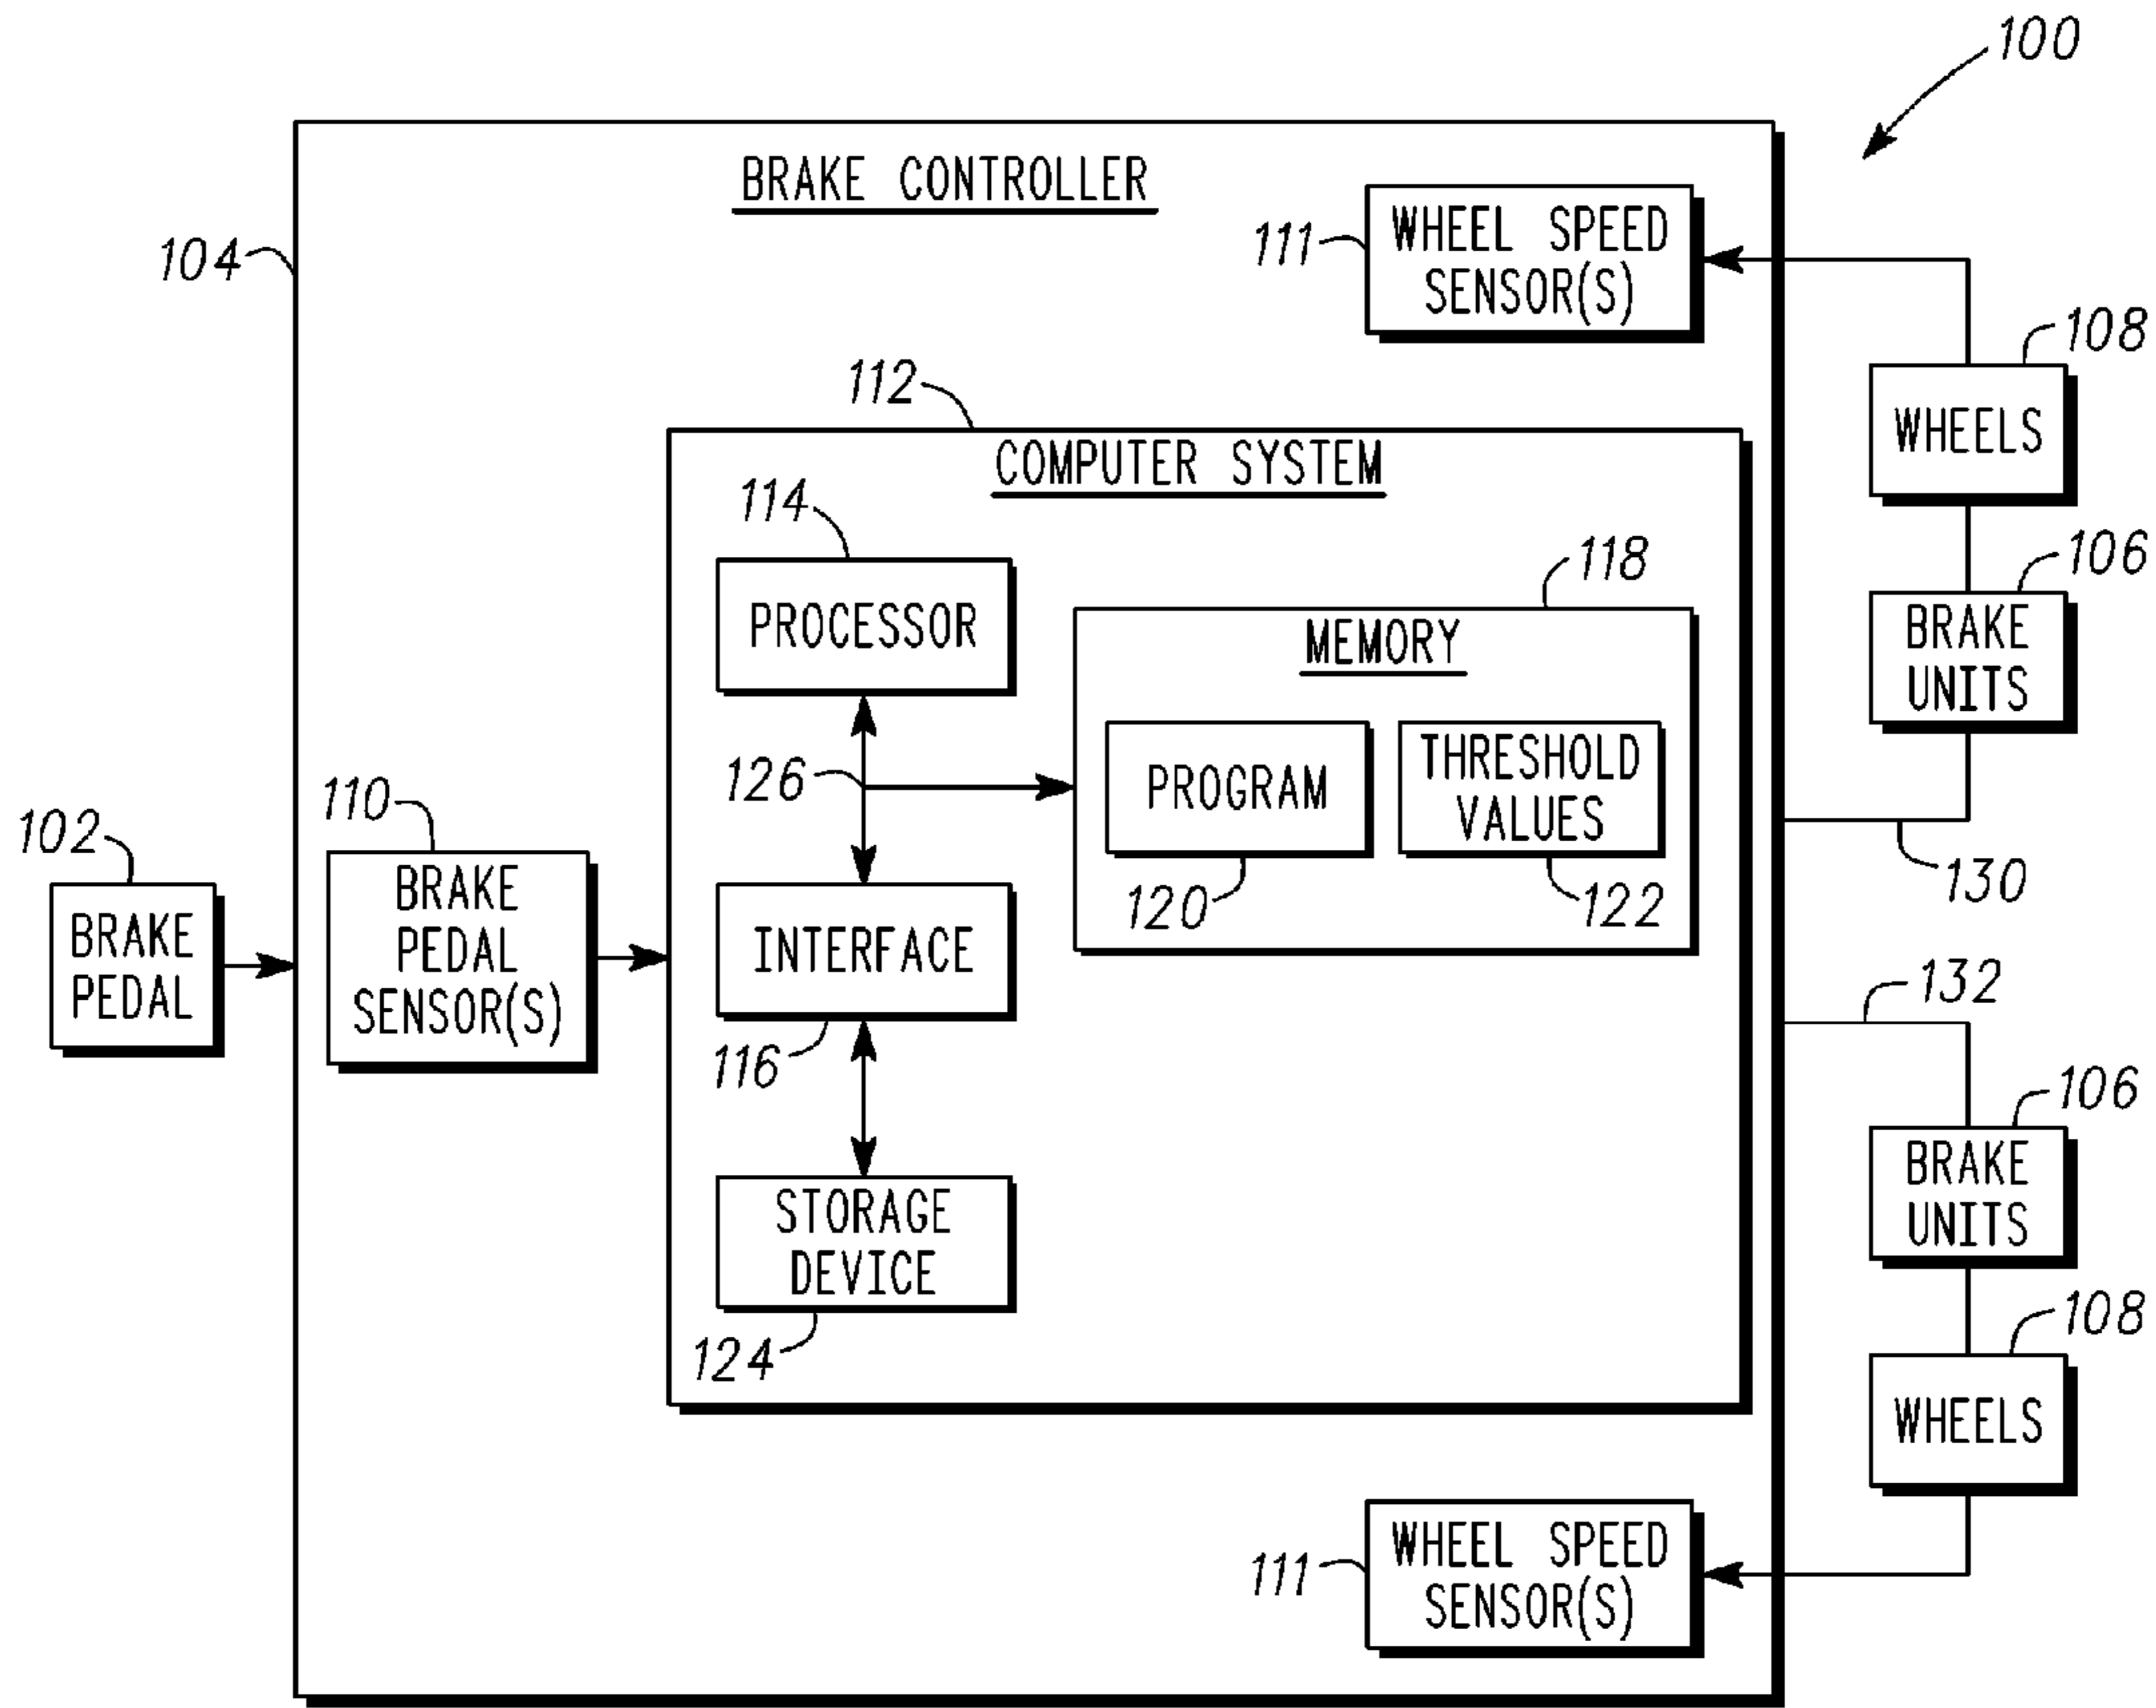 100
BRAKE CONTROLLER
104
111
WHEEL SPEED
SENSOR(S)
108
WHEELS
112
COMPUTER SYSTEM
114
PROCESSOR
118
MEMORY
106
BRAKE
UNITS
126
PROGRAM
THRESHOLD
VALUES
120
122
130
110
BRAKE
PEDAL
SENSOR(S)
102
BRAKE
PEDAL
INTERFACE
116
132
106
BRAKE
UNITS
STORAGE
DEVICE
124
108
WHEELS
111
WHEEL SPEED
SENSOR(S)